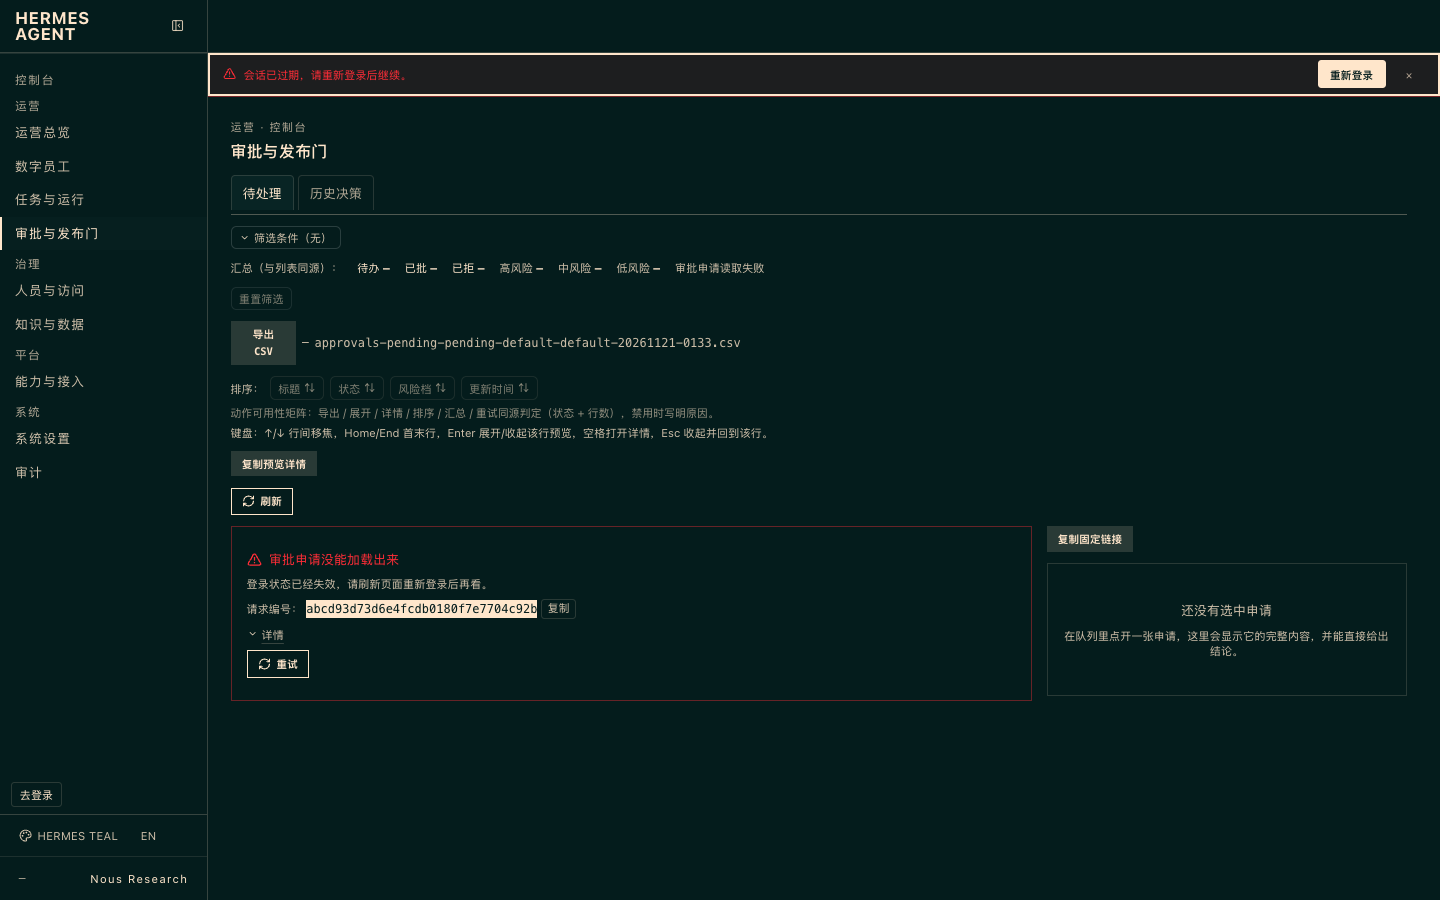 HERMES
AGENT
控制台
运营
运营总览
数字员工
任务与运行
审批与发布门
治理
人员与访问
知识与数据
平台
能力与接入
系统
系统设置
审计
去登录
HERMES TEAL EN
— Nous Research
会话已过期，请重新登录后继续。 重新登录 ×
运营 · 控制台
审批与发布门
待处理 历史决策
筛选条件（无）
汇总（与列表同源）： 待办 — 已批 — 已拒 — 高风险 — 中风险 — 低风险 — 审批申请读取失败
重置筛选
导出
CSV
— approvals-pending-pending-default-default-20261121-0133.csv
排序： 标题 ↑↓ 状态 ↑↓ 风险档 ↑↓ 更新时间 ↑↓
动作可用性矩阵：导出 / 展开 / 详情 / 排序 / 汇总 / 重试同源判定（状态 + 行数），禁用时写明原因。
键盘：↑/↓ 行间移焦，Home/End 首末行，Enter 展开/收起该行预览，空格打开详情，Esc 收起并回到该行。
复制预览详情
刷新
审批申请没能加载出来
登录状态已经失效，请刷新页面重新登录后再看。
请求编号： abcd93d73d6e4fcdb0180f7e7704c92b 复制
详情
重试
复制固定链接
还没有选中申请
在队列里点开一张申请，这里会显示它的完整内容，并能直接给出
结论。